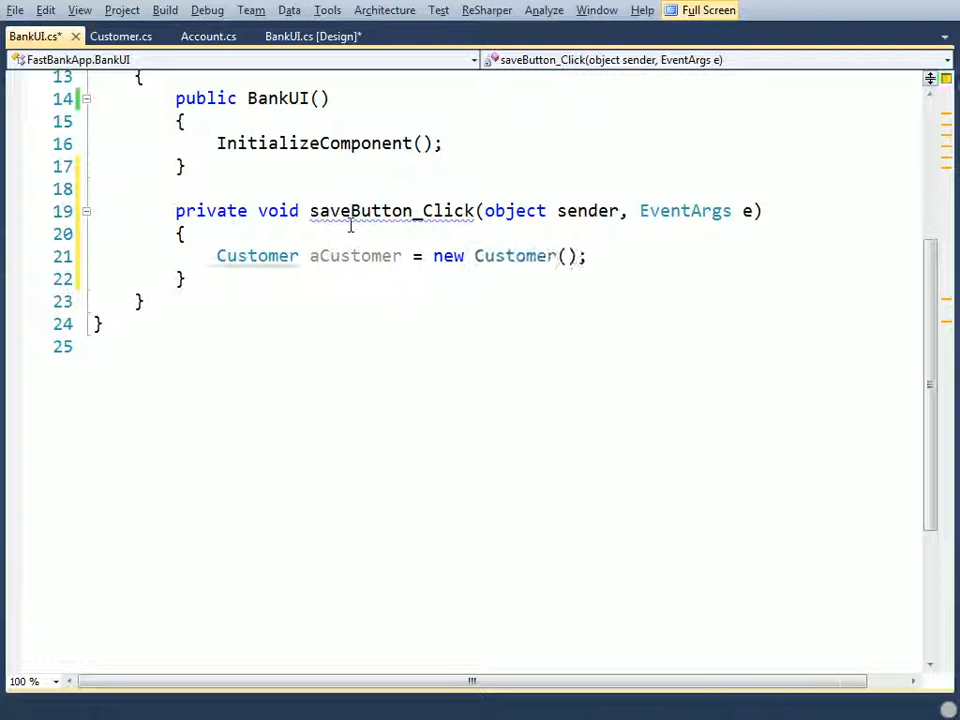 File Edit View Project Build Debug Team Data Tools Architecture Test ReSharper Analyze Window Help Full Screen
BankUI.cs* Customer.cs Account.cs BankUI.cs [Design]*
FastBankApp.BankUI saveButton_Click(object sender, EventArgs e)
13 {
14 public BankUI()
15 {
16 InitializeComponent();
17 }
18
19 private void saveButton_Click(object sender, EventArgs e)
20 {
21 Customer aCustomer = new Customer();
22 }
23 }
24 }
25
100 %